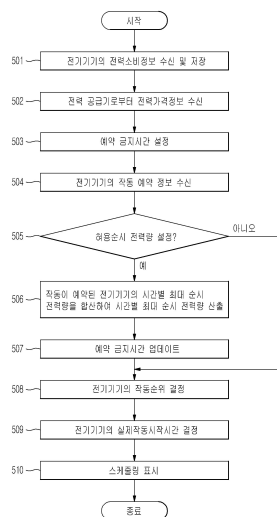 시작
501
전기기기의 전력소비정보 수신 및 저장
502
전력 공급기로부터 전력가격정보 수신
503
예약 금지시간 설정
504
전기기기의 작동 예약 정보 수신
505
허용순시 전력량 설정?
아니오
예
506
작동이 예약된 전기기기의 시간별 최대 순시
전력량을 합산하여 시간별 최대 순시 전력량 산출
507
예약 금지시간 업데이트
508
전기기기의 작동순위 결정
509
전기기기의 실제작동시작시간 결정
510
스케줄링 표시
종료